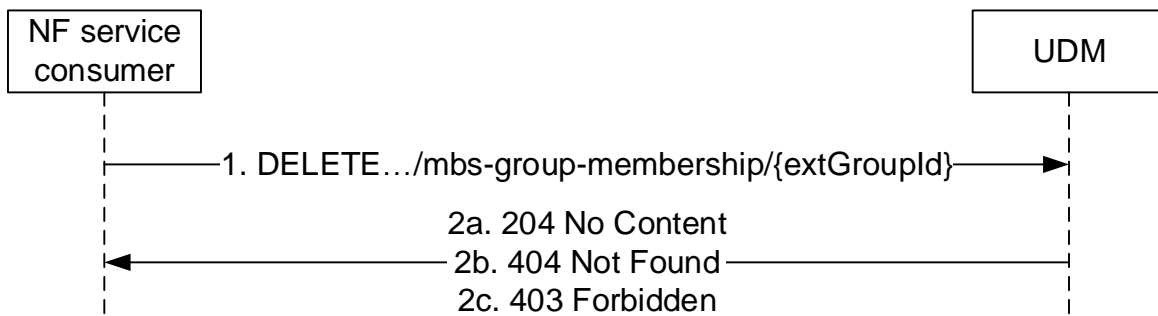 NF service
consumer
UDM
1. DELETE…/mbs-group-membership/{extGroupId}
2a. 204 No Content
2b. 404 Not Found
2c. 403 Forbidden